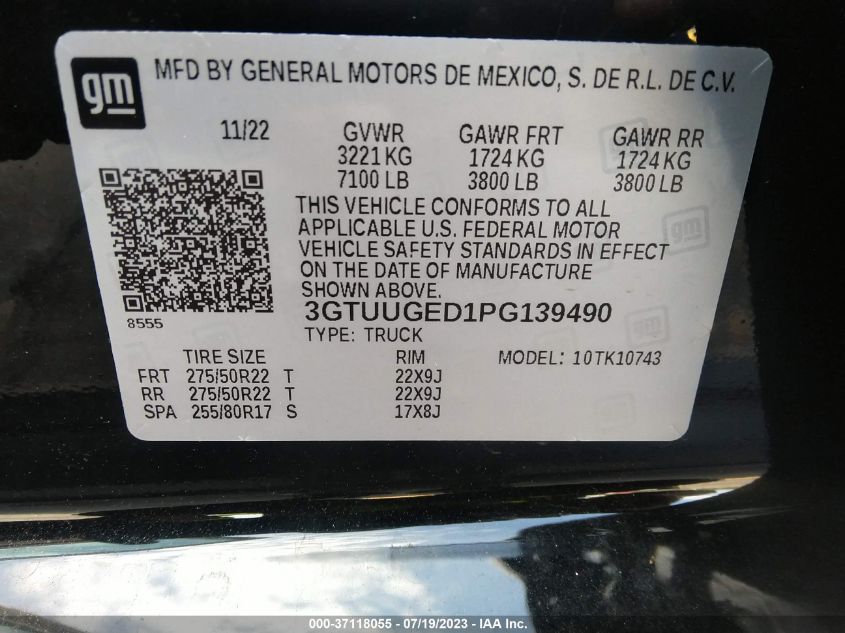 gm
MFD BY GENERAL MOTORS DE MEXICO, S. DE R.L. DE C.V.
11/22 GVWR GAWR FRT GAWR RR
3221 KG 1724 KG 1724 KG
7100 LB 3800 LB 3800 LB
THIS VEHICLE CONFORMS TO ALL
APPLICABLE U.S. FEDERAL MOTOR
VEHICLE SAFETY STANDARDS IN EFFECT
ON THE DATE OF MANUFACTURE
SHOWN ABOVE.
8555
3GTUUGED1PG139490
TYPE: TRUCK
TIRE SIZE RIM MODEL: 10TK10743
FRT 275/50R22 T 22X9J
RR 275/50R22 T 22X9J
SPA 255/80R17 S 17X8J
000-37118055 - 07/19/2023 - IAA Inc.